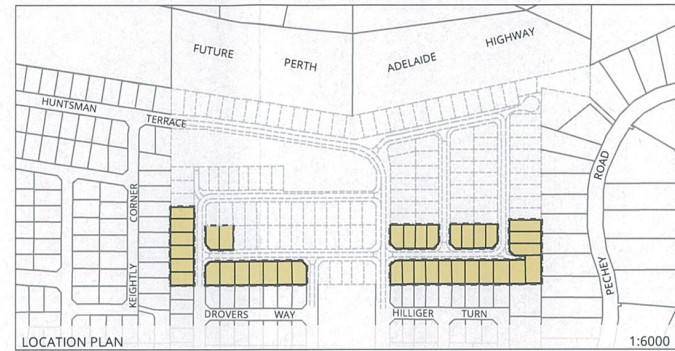 FUTURE PERTH ADELAIDE HIGHWAY
HUNTSMAN TERRACE
KEIGHTLY CORNER
PECHEY ROAD
DROVERS WAY
HILLIGER TURN
LOCATION PLAN
1:6000